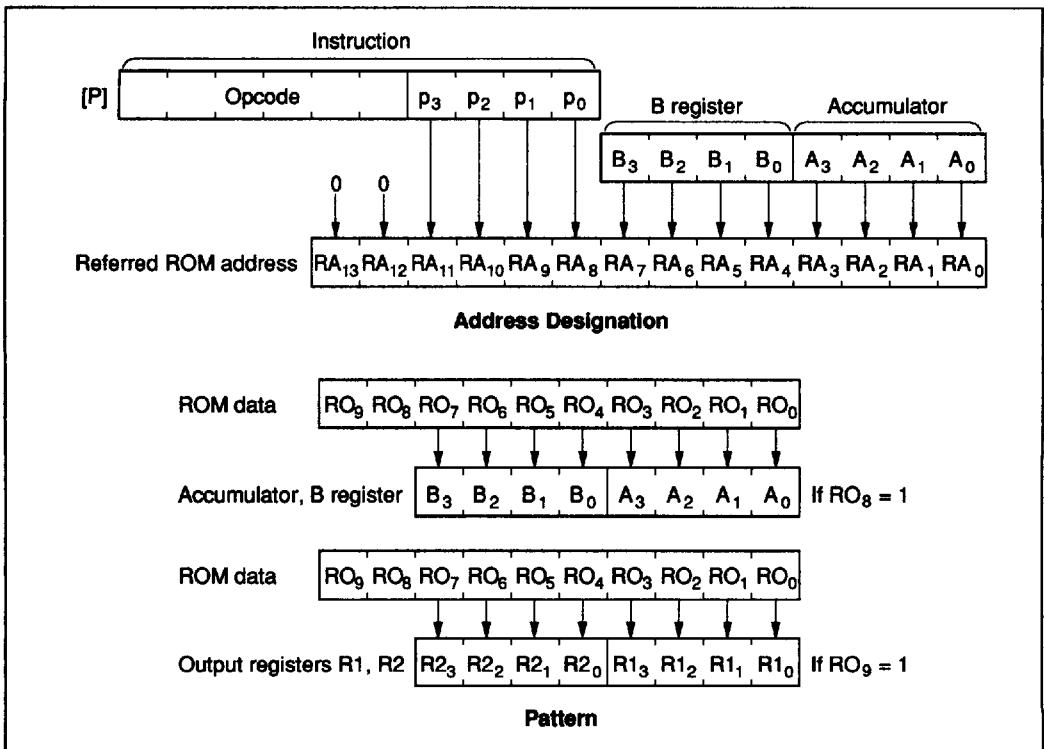 Instruction
[P] Opcode p3 p2 p1 p0
B register Accumulator
B3 B2 B1 B0 A3 A2 A1 A0
0 0
Referred ROM address RA13 RA12 RA11 RA10 RA9 RA8 RA7 RA6 RA5 RA4 RA3 RA2 RA1 RA0
Address Designation
ROM data RO9 RO8 RO7 RO6 RO5 RO4 RO3 RO2 RO1 RO0
Accumulator, B register B3 B2 B1 B0 A3 A2 A1 A0 If RO8 = 1
ROM data RO9 RO8 RO7 RO6 RO5 RO4 RO3 RO2 RO1 RO0
Output registers R1, R2 R23 R22 R21 R20 R13 R12 R11 R10 If RO9 = 1
Pattern